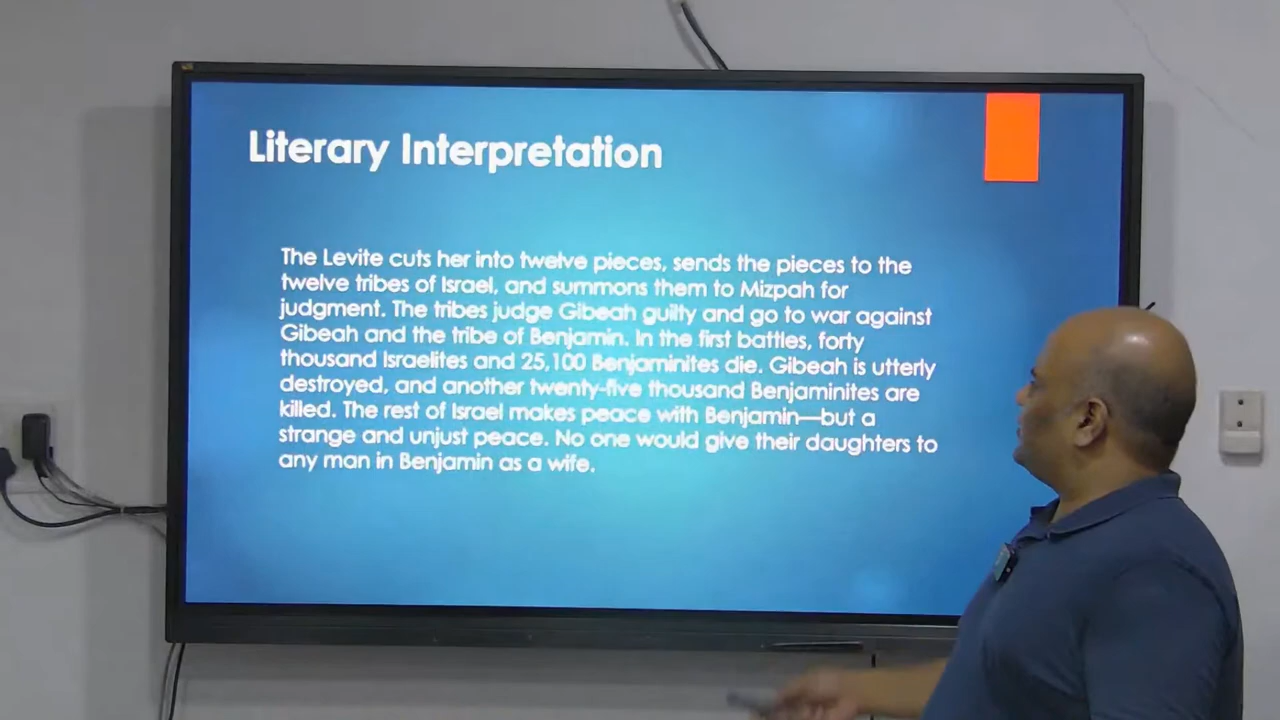 Literary Interpretation
The Levite cuts her into twelve pieces, sends the pieces to the
twelve tribes of Israel, and summons them to Mizpah for
judgment. The tribes judge Gibeah guilty and go to war against
Gibeah and the tribe of Benjamin. In the first battles, forty
thousand Israelites and 25,100 Benjaminites die. Gibeah is utterly
destroyed, and another twenty-five thousand Benjaminites are
killed. The rest of Israel makes peace with Benjamin—but a
strange and unjust peace. No one would give their daughters to
any man in Benjamin as a wife.